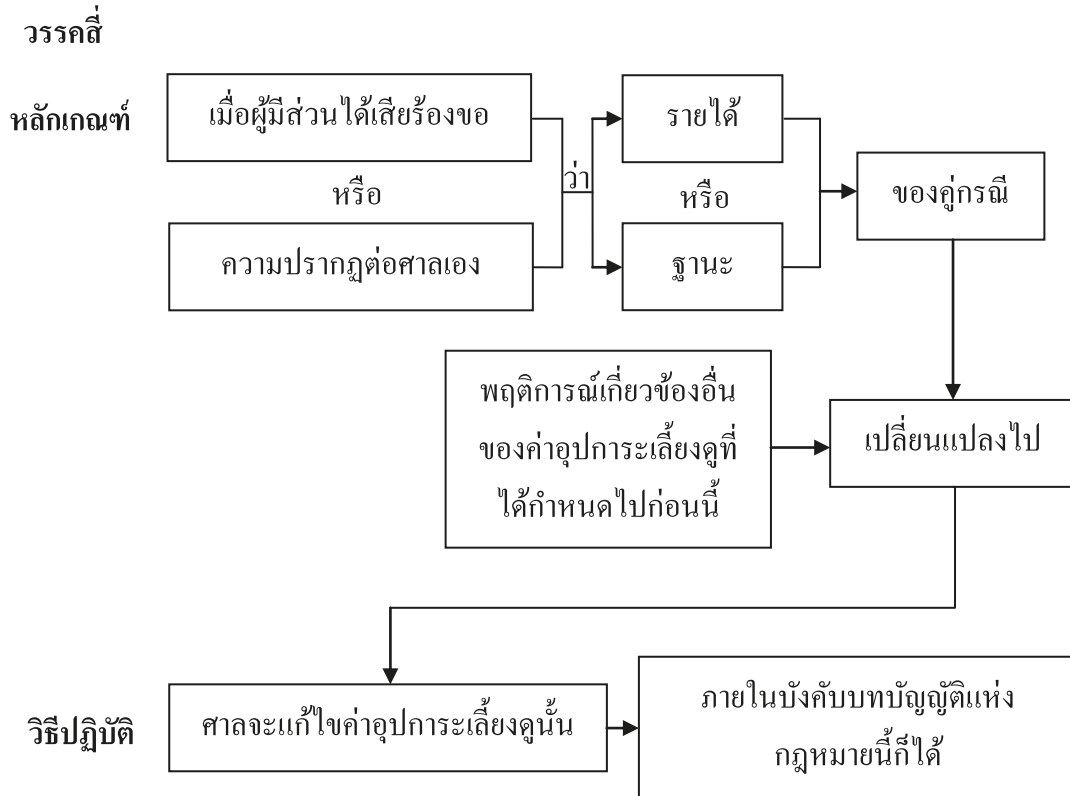 วรรคสี่
หลักเกณฑ์
เมื่อผู้มีส่วนได้เสียร้องขอ
หรือ
ความปรากฏต่อศาลเอง
ว่า
รายได้
หรือ
ฐานะ
ของคู่กรณี
พฤติการณ์เกี่ยวข้องอื่น
ของค่าอุปการะเลี้ยงดูที่
ได้กำหนดไปก่อนนี้
เปลี่ยนแปลงไป
วิธีปฏิบัติ
ศาลจะแก้ไขค่าอุปการะเลี้ยงดูนั้น
ภายในบังคับบทบัญญัติแห่ง
กฎหมายนี้ก็ได้